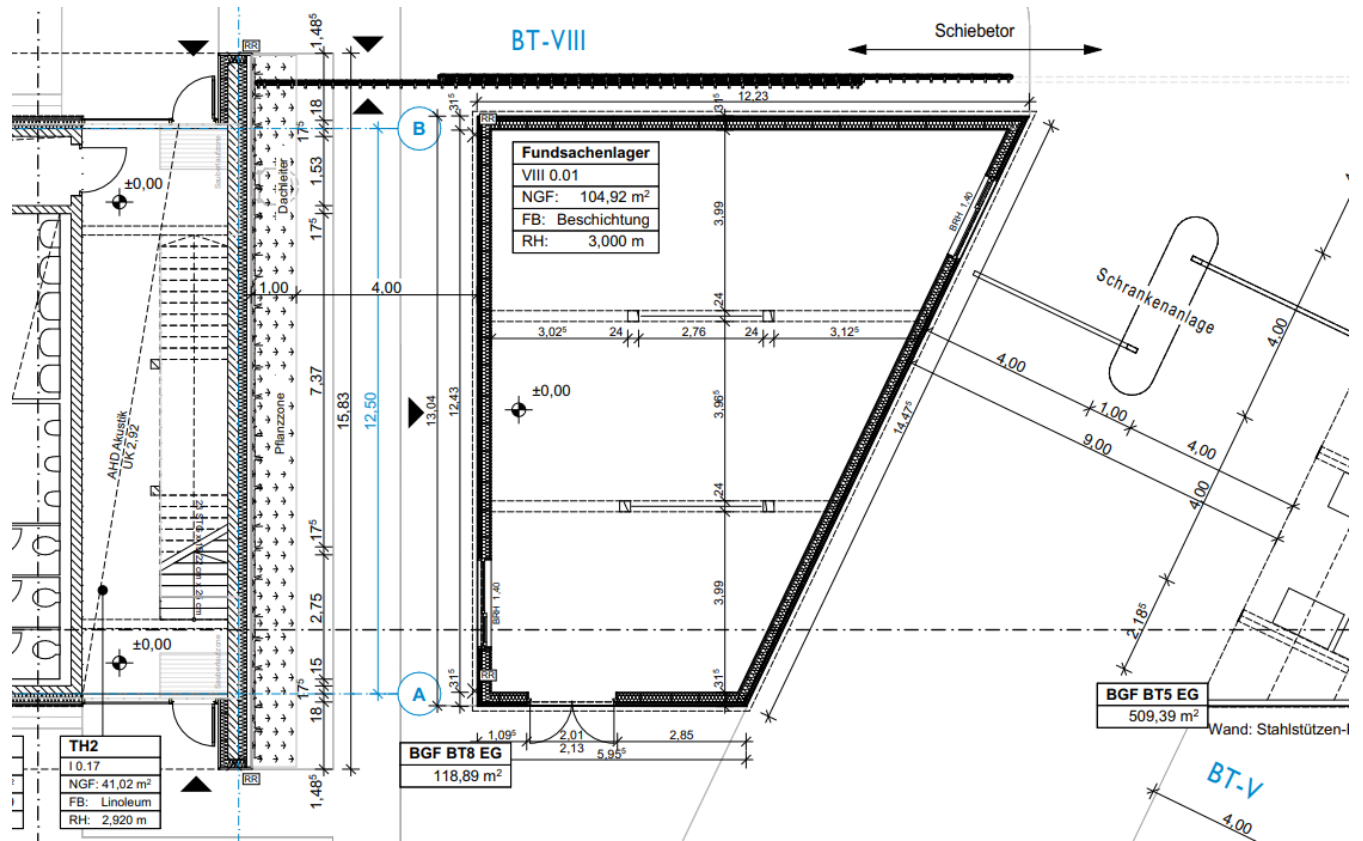 BT-VIII
Schiebetor
RR
1,48⁵
12,23
31⁵
31⁵
RR
B
18
17⁵
1,53
17⁵
Dachleiter
Sauberlaufzone
±0,00
Fundsachenlager
VIII 0.01
NGF: 104,92 m²
FB: Beschichtung
RH: 3,000 m
BRH 1,40
3,99
1,00
4,00
24
3,02⁵
24
2,76
24
3,12⁵
Schrankenanlage
4,00
4,00
1,00
4,00
9,00
4,00
2,18⁵
7,37
15,83
12,50
13,04
12,43
±0,00
3,96⁵
14,47⁵
Pflanzzone
AHD Akustik
UK 2,92
24
17⁵
2,75
BRH 1,40
3,99
±0,00
Sauberlaufzone
15
17⁵
18
A
31⁵
31⁵
RR
1,09⁵
2,01
2,13
2,85
5,95⁵
BGF BT8 EG
118,89 m²
BGF BT5 EG
509,39 m²
Wand: Stahlstützen-
BT-V
4,00
TH2
I 0.17
NGF: 41,02 m²
FB: Linoleum
RH: 2,920 m
RR
1,48⁵